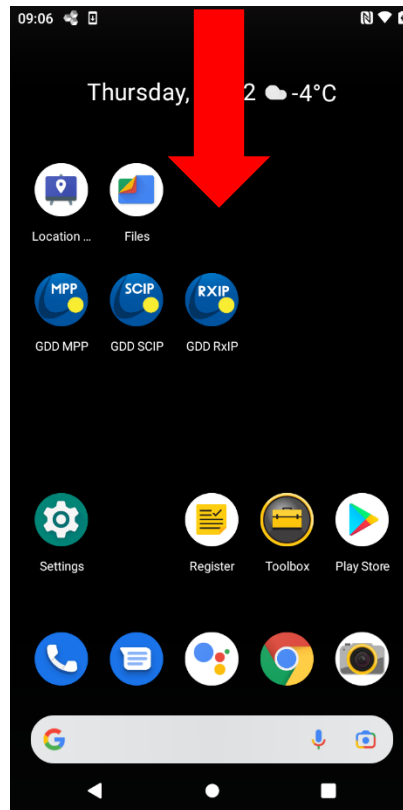 09:06
Thursday, 2 -4°C
Location ... Files
MPP SCIP RXIP
GDD MPP GDD SCIP GDD RxIP
Settings Register Toolbox Play Store
G